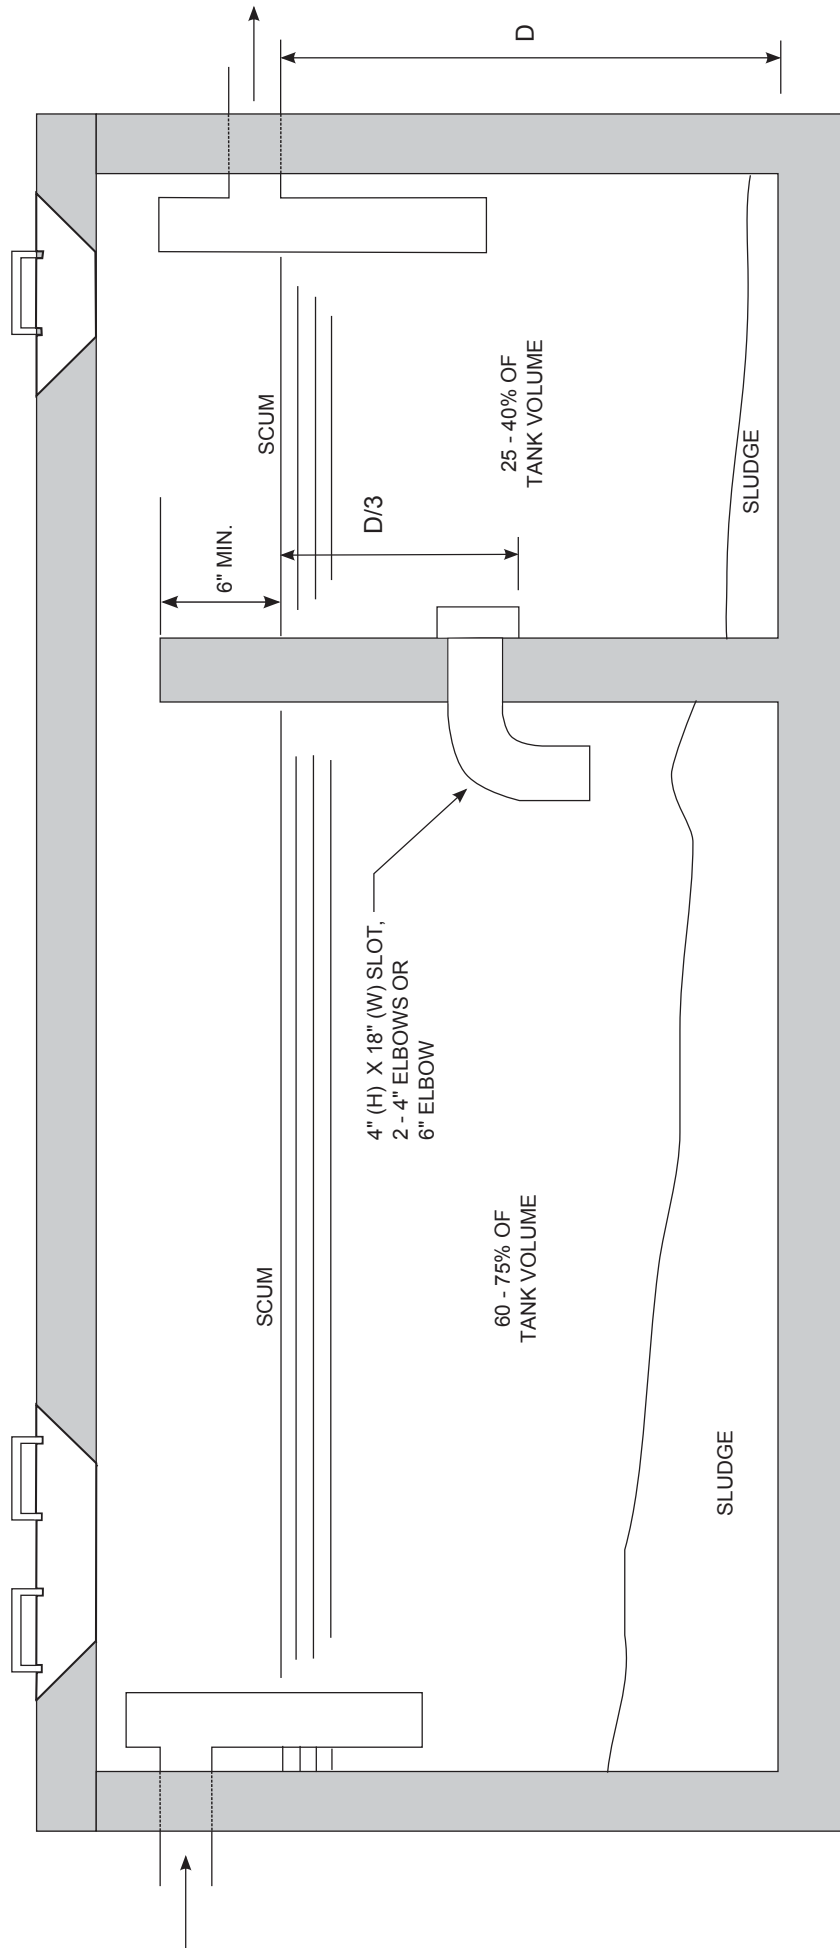 SCUM
60 - 75% OF
TANK VOLUME
SLUDGE
4" (H) X 18" (W) SLOT,
2 - 4" ELBOWS OR
6" ELBOW
6" MIN.
D/3
SCUM
25 - 40% OF
TANK VOLUME
SLUDGE
D